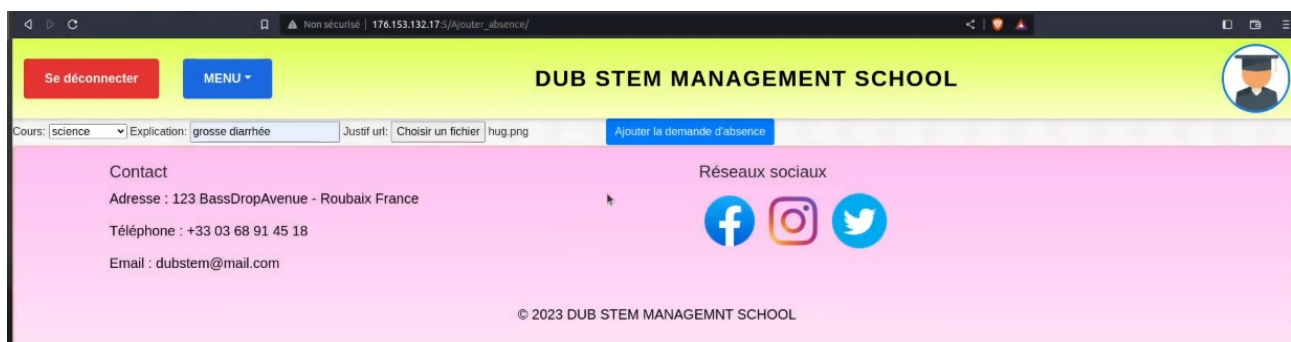 Non sécurisé | 176.153.132.17:5/Ajouter_absence/
Se déconnecter MENU DUB STEM MANAGEMENT SCHOOL
Cours: science Explication: grosse diarrhée Justif url: Choisir un fichier hug.png Ajouter la demande d'absence
Contact
Adresse : 123 BassDropAvenue - Roubaix France
Téléphone : +33 03 68 91 45 18
Email : dubstem@mail.com
Réseaux sociaux
© 2023 DUB STEM MANAGEMNT SCHOOL